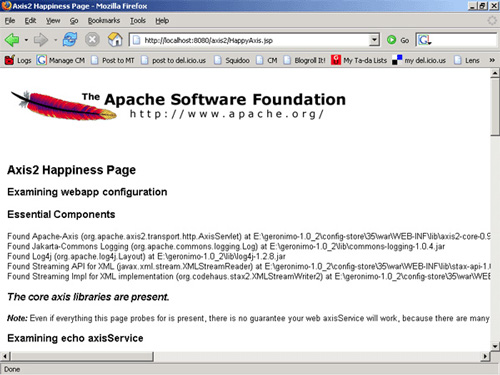 Axis2 Happiness Page - Mozilla Firefox
File Edit View Go Bookmarks Tools Help
http://localhost:8080/axis2/HappyAxis.jsp Go
Logs Manage CM Post to MT post to del.icio.us Squidoo CM Blogroll It! My Ta-da Lists my del.icio.us Lens
The Apache Software Foundation
http://www.apache.org/
Axis2 Happiness Page
Examining webapp configuration
Essential Components
Found Apache-Axis (org.apache.axis2.transport.http.AxisServlet) at E:\geronimo-1.0_2\config-store\35\war\WEB-INF\lib\axis2-core-0.9
Found Jakarta-Commons Logging (org.apache.commons.logging.Log) at E:\geronimo-1.0_2\lib\commons-logging-1.0.4.jar
Found Log4j (org.apache.log4j.Layout) at E:\geronimo-1.0_2\lib\log4j-1.2.8.jar
Found Streaming API for XML (javax.xml.stream.XMLStreamReader) at E:\geronimo-1.0_2\config-store\35\war\WEB-INF\lib\stax-api-1.
Found Streaming Impl for XML implementation (org.codehaus.stax2.XMLStreamWriter2) at E:\geronimo-1.0_2\config-store\35\war\WEB
The core axis libraries are present.
Note: Even if everything this page probes for is present, there is no guarantee your web axisService will work, because there are many
Examining echo axisService
Done